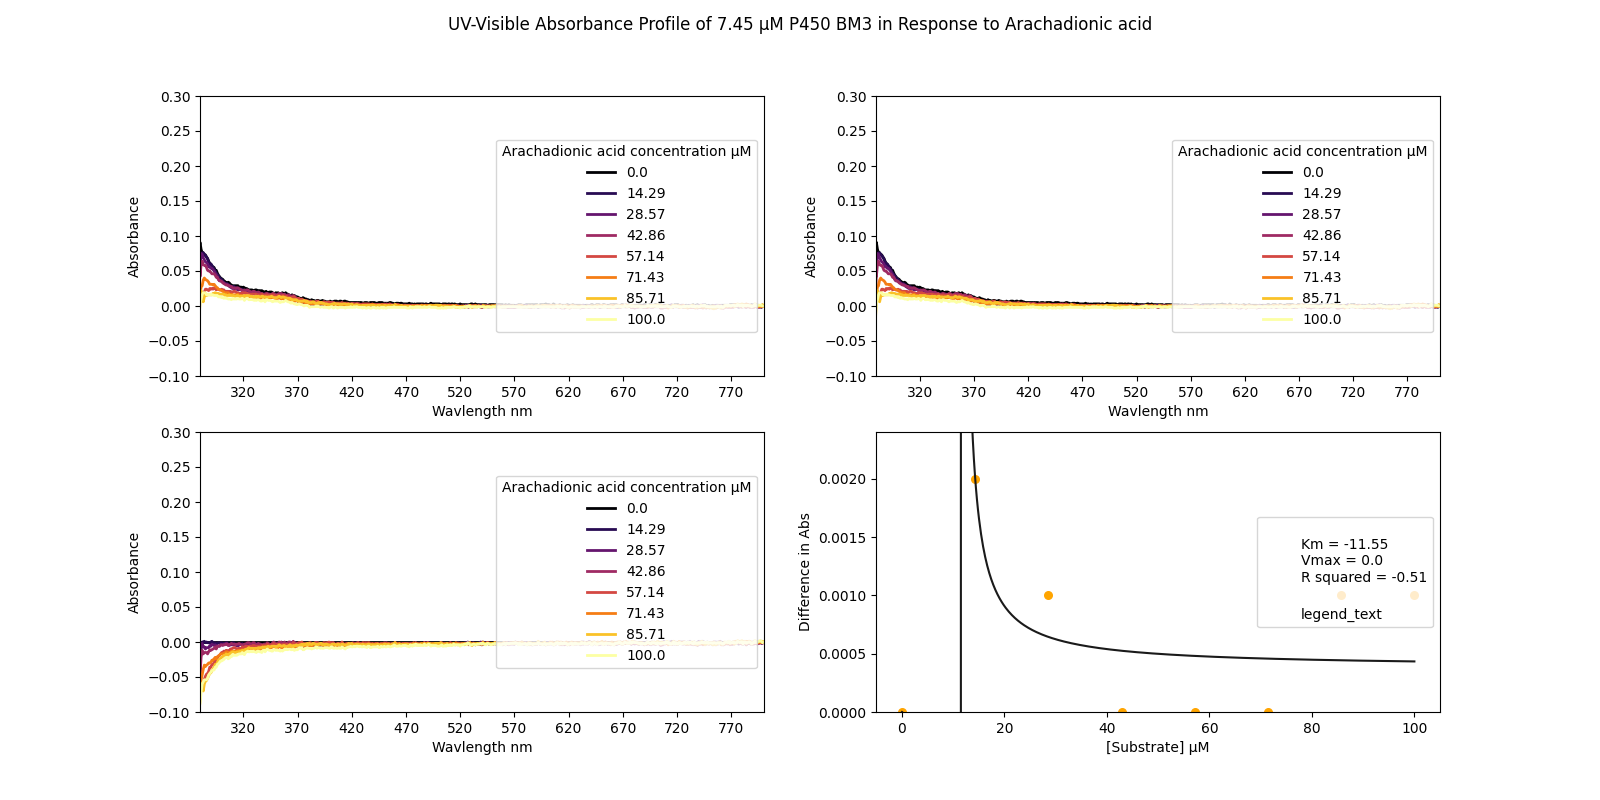 UV-Visible Absorbance Profile of 7.45 µM P450 BM3 in Response to Arachadionic acid
0.30
0.25
0.20
0.15
0.10
0.05
0.00
−0.05
−0.10
Absorbance
Arachadionic acid concentration µM
0.0
14.29
28.57
42.86
57.14
71.43
85.71
100.0
320 370 420 470 520 570 620 670 720 770
Wavlength nm
0.30
0.25
0.20
0.15
0.10
0.05
0.00
−0.05
−0.10
Absorbance
Arachadionic acid concentration µM
0.0
14.29
28.57
42.86
57.14
71.43
85.71
100.0
320 370 420 470 520 570 620 670 720 770
Wavlength nm
0.30
0.25
0.20
0.15
0.10
0.05
0.00
−0.05
−0.10
Absorbance
Arachadionic acid concentration µM
0.0
14.29
28.57
42.86
57.14
71.43
85.71
100.0
320 370 420 470 520 570 620 670 720 770
Wavlength nm
0.0020
0.0015
0.0010
0.0005
0.0000
Difference in Abs
Km = -11.55
Vmax = 0.0
R squared = -0.51
legend_text
0 20 40 60 80 100
[Substrate] µM